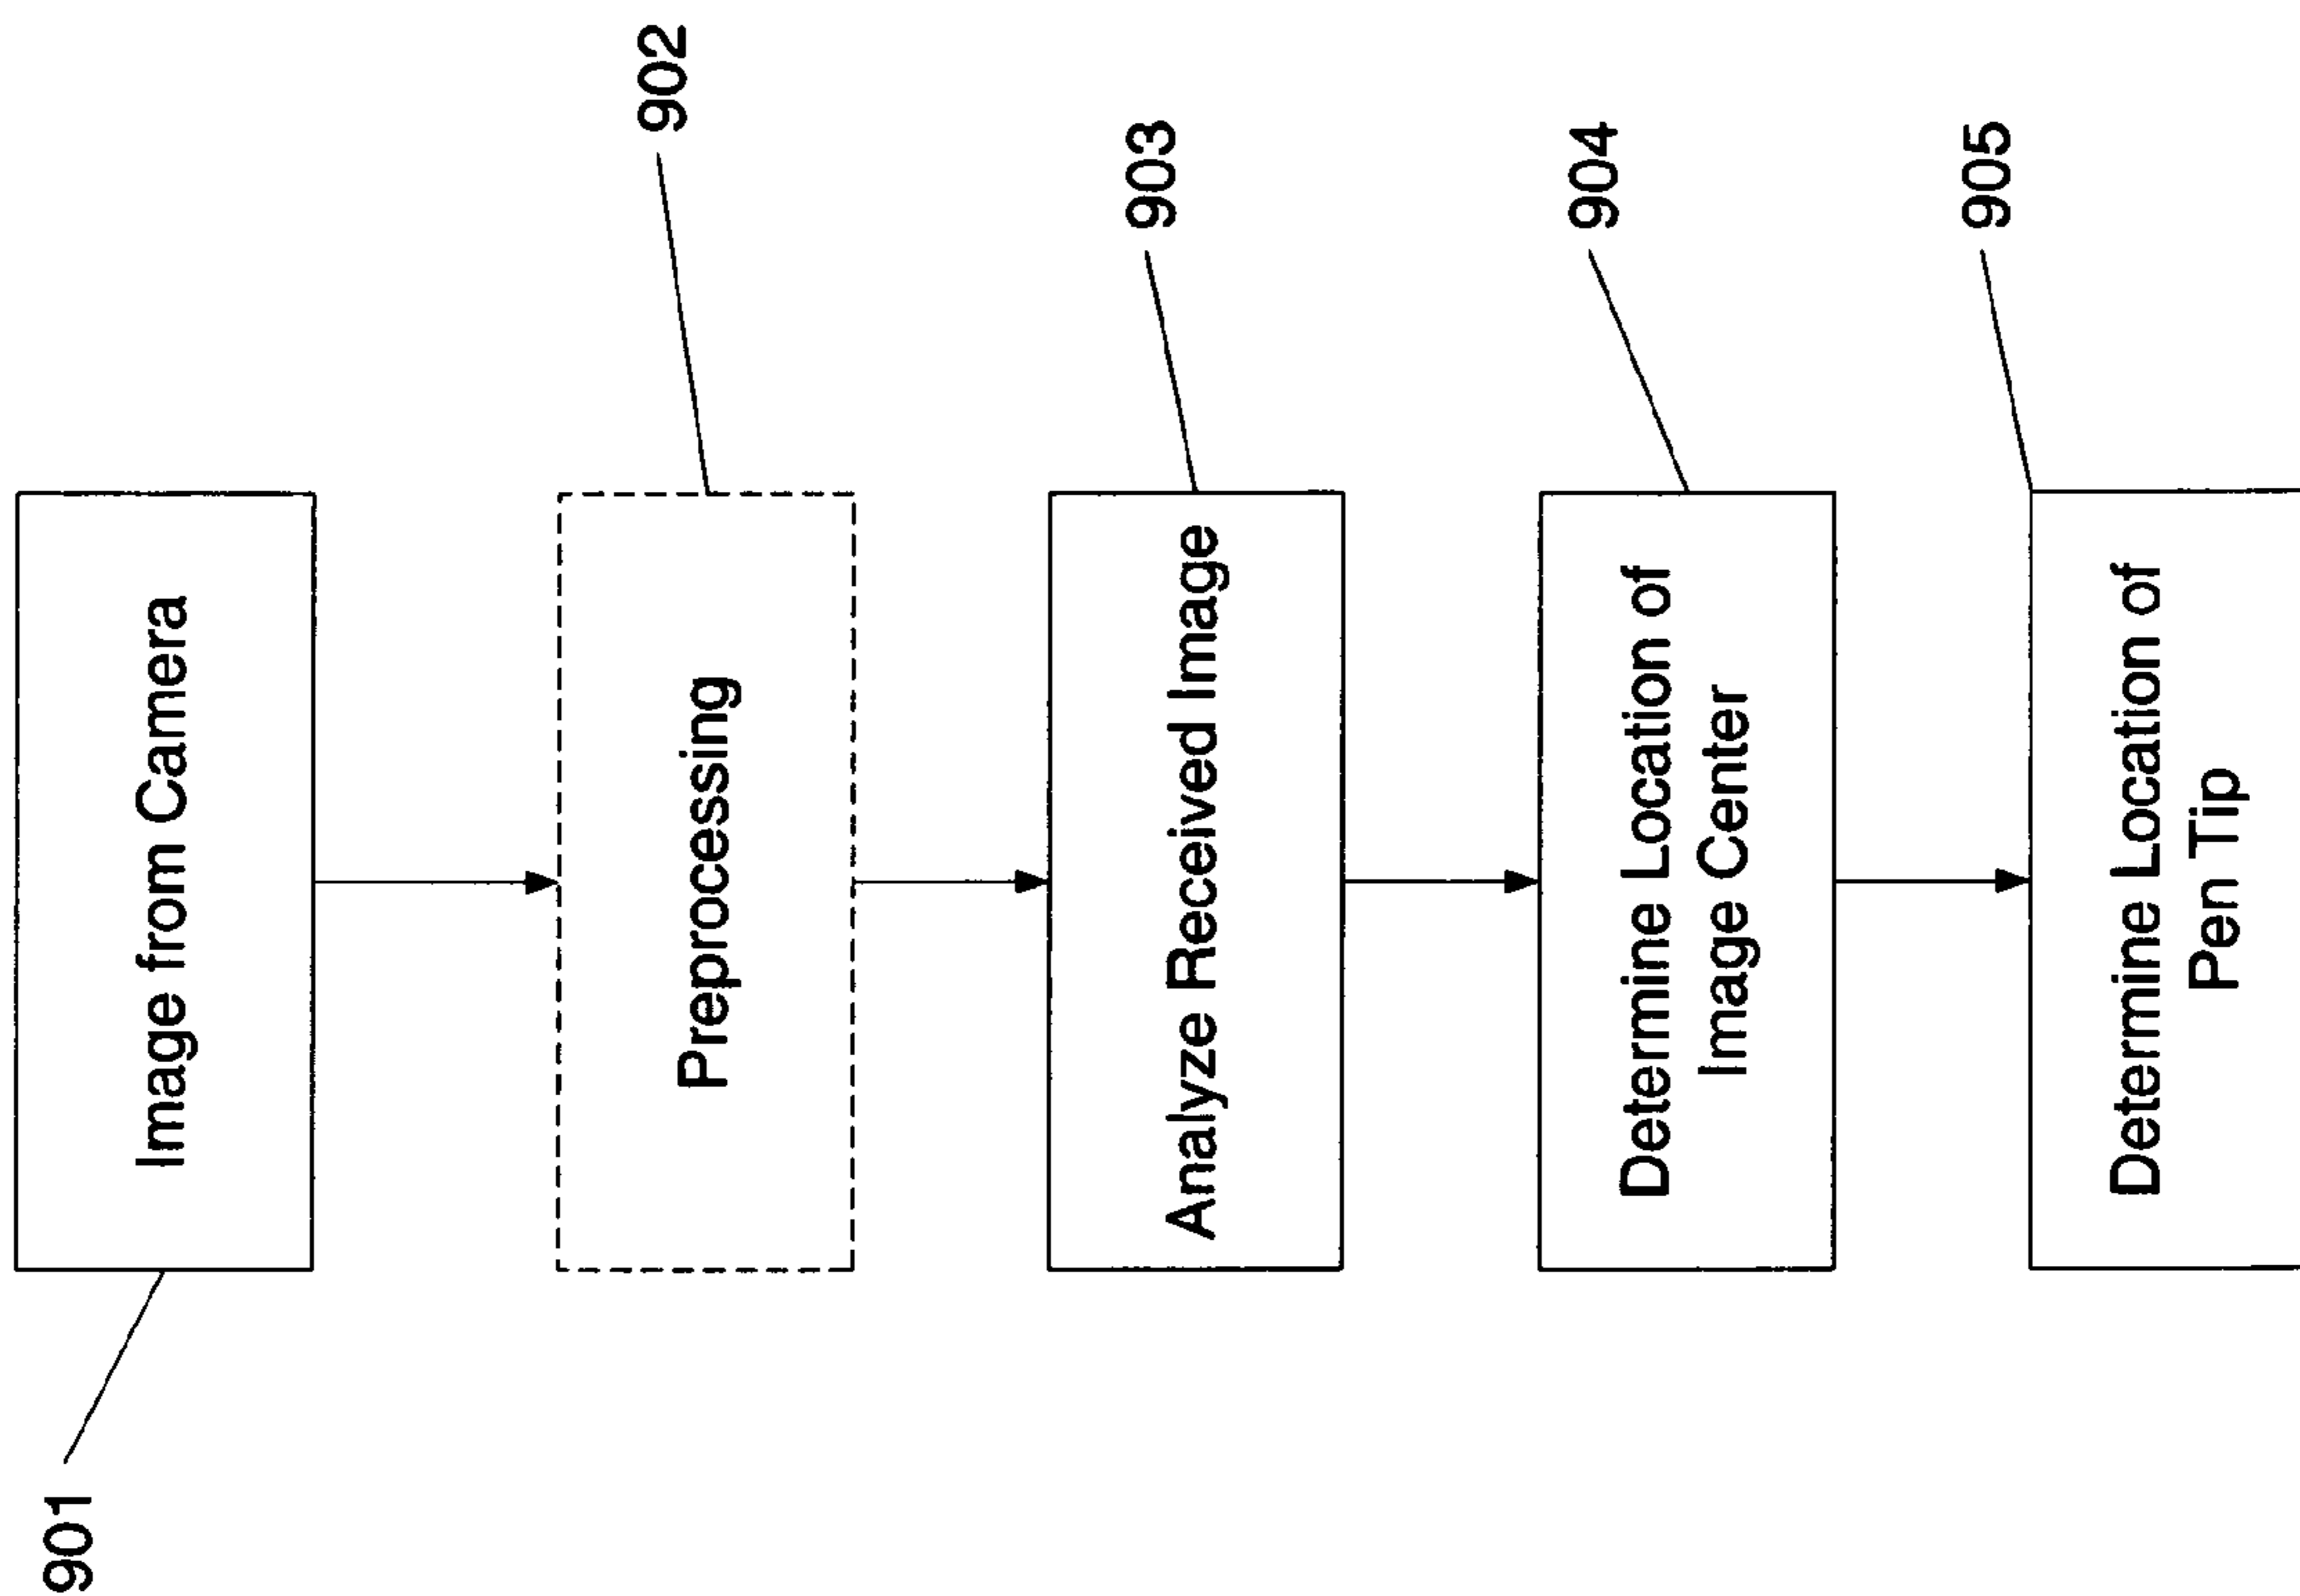 901
Image from Camera
902
Preprocessing
903
Analyze Received Image
904
Determine Location of
Image Center
905
Determine Location of
Pen Tip